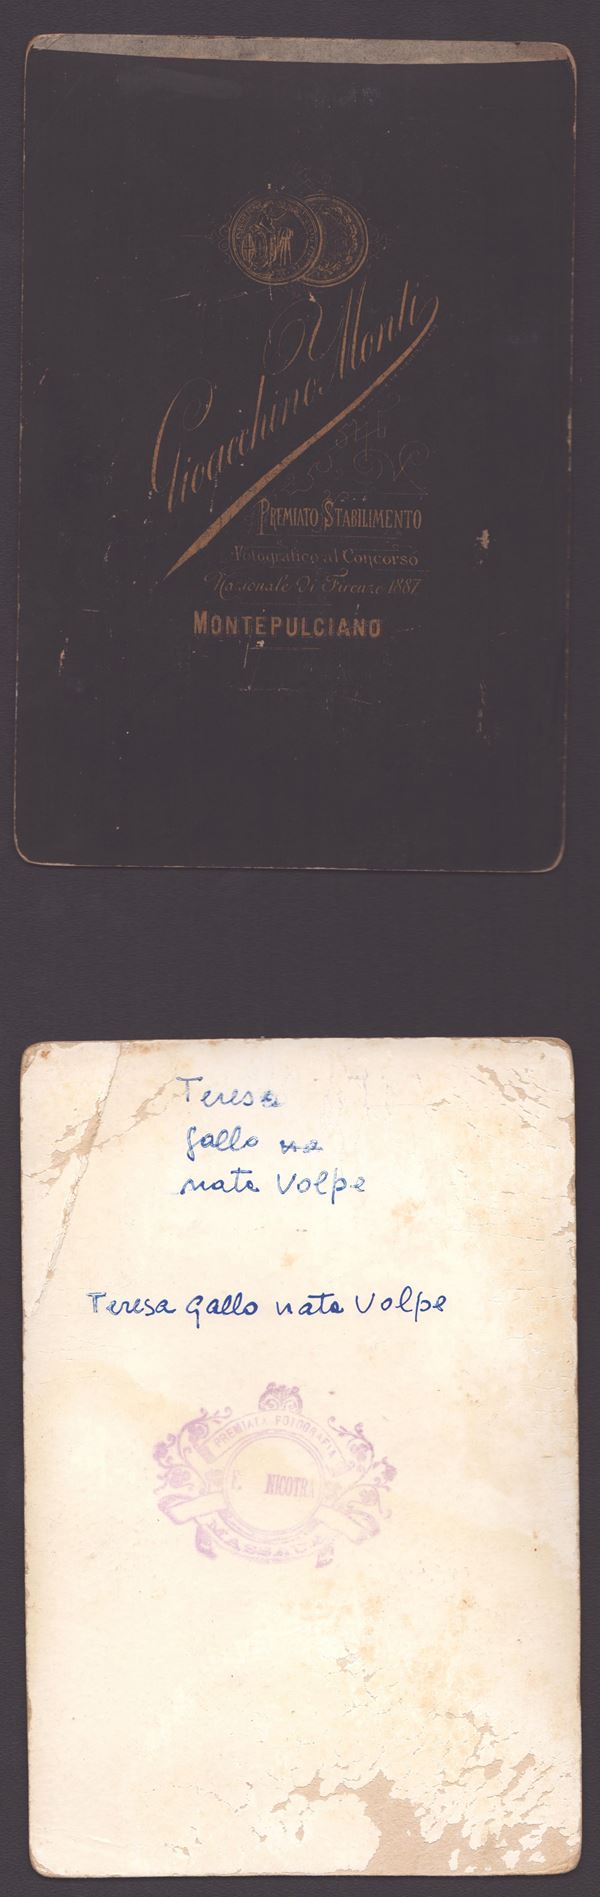 Gioacchino Monti
PREMIATO STABILIMENTO
Fotografico al Concorso
Nazionale Di Firenze 1887
MONTEPULCIANO
Teresa
gallo na
nata Volpe
Teresa gallo nata Volpe
PREMIATA FOTOGRAFIA
F. NICOTRA